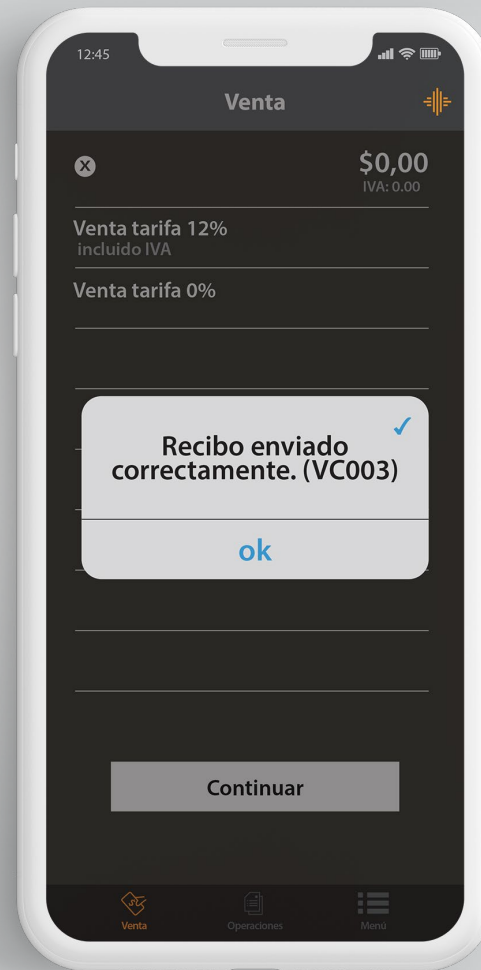 12:45
Venta
X
$0,00
IVA: 0.00
Venta tarifa 12%
incluido IVA
Venta tarifa 0%
✓
Recibo enviado
correctamente. (VC003)
ok
Continuar
Venta
Operaciones
Menú